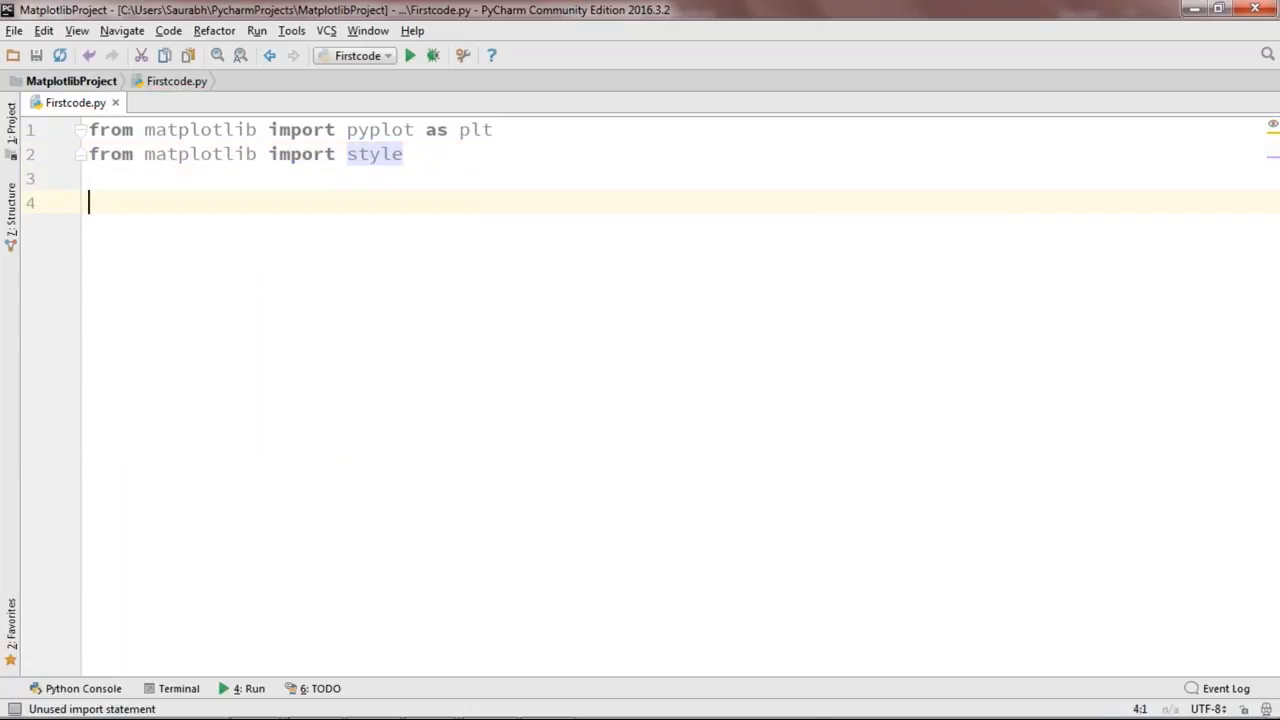 MatplotlibProject - [C:\Users\Saurabh\PycharmProjects\MatplotlibProject] - ...\Firstcode.py - PyCharm Community Edition 2016.3.2
File Edit View Navigate Code Refactor Run Tools VCS Window Help
Firstcode
MatplotlibProject Firstcode.py
Firstcode.py
1: Project
7: Structure
2: Favorites
1 from matplotlib import pyplot as plt
2 from matplotlib import style
3
4
Python Console Terminal 4: Run 6: TODO Event Log
Unused import statement 4:1 n/a UTF-8